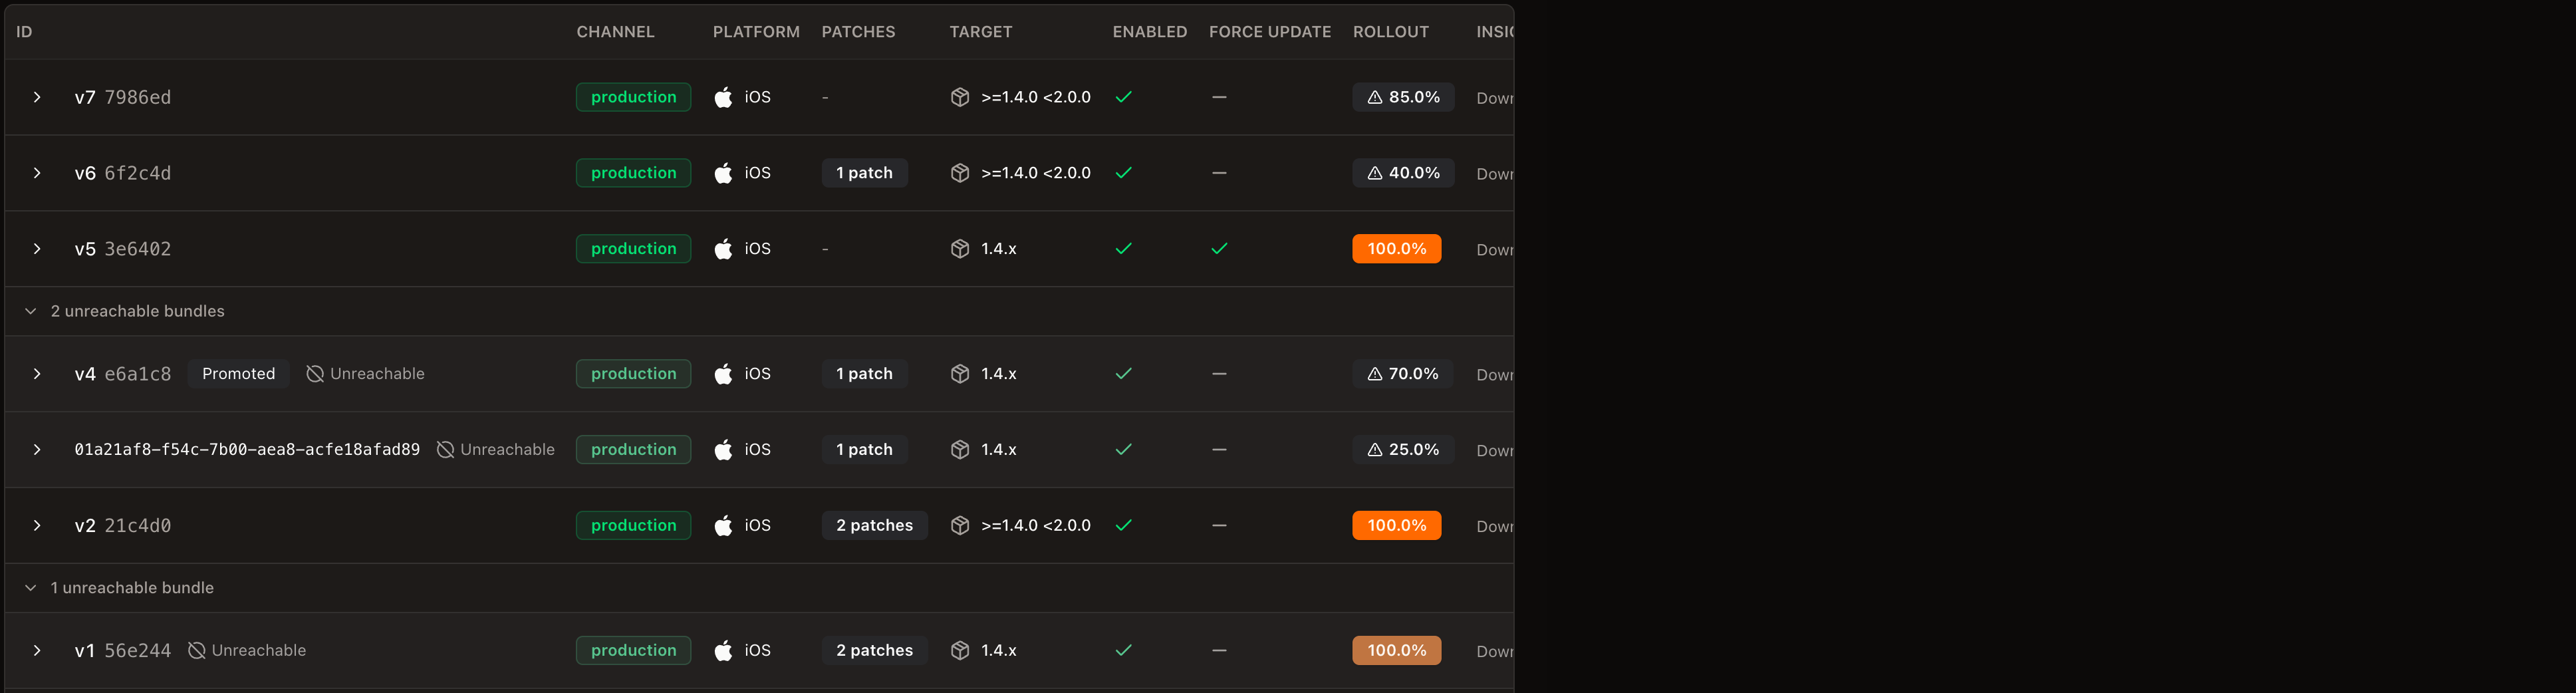 ID CHANNEL PLATFORM PATCHES TARGET ENABLED FORCE UPDATE ROLLOUT
v7 7986ed production iOS - >=1.4.0 <2.0.0 — 85.0%
v6 6f2c4d production iOS 1 patch >=1.4.0 <2.0.0 — 40.0%
v5 3e6402 production iOS - 1.4.x 100.0%
2 unreachable bundles
v4 e6a1c8 Promoted Unreachable production iOS 1 patch 1.4.x — 70.0%
01a21af8-f54c-7b00-aea8-acfe18afad89 Unreachable production iOS 1 patch 1.4.x — 25.0%
v2 21c4d0 production iOS 2 patches >=1.4.0 <2.0.0 — 100.0%
1 unreachable bundle
v1 56e244 Unreachable production iOS 2 patches 1.4.x — 100.0%